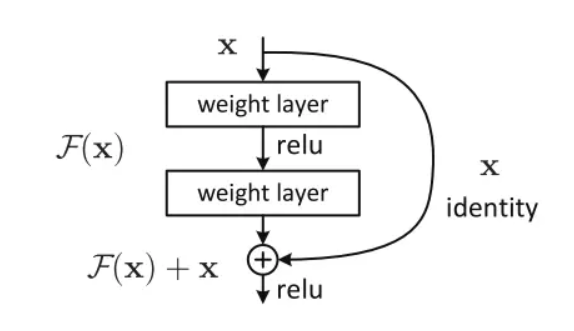 x
weight layer
relu
F(x)
weight layer
x
identity
F(x) + x
relu